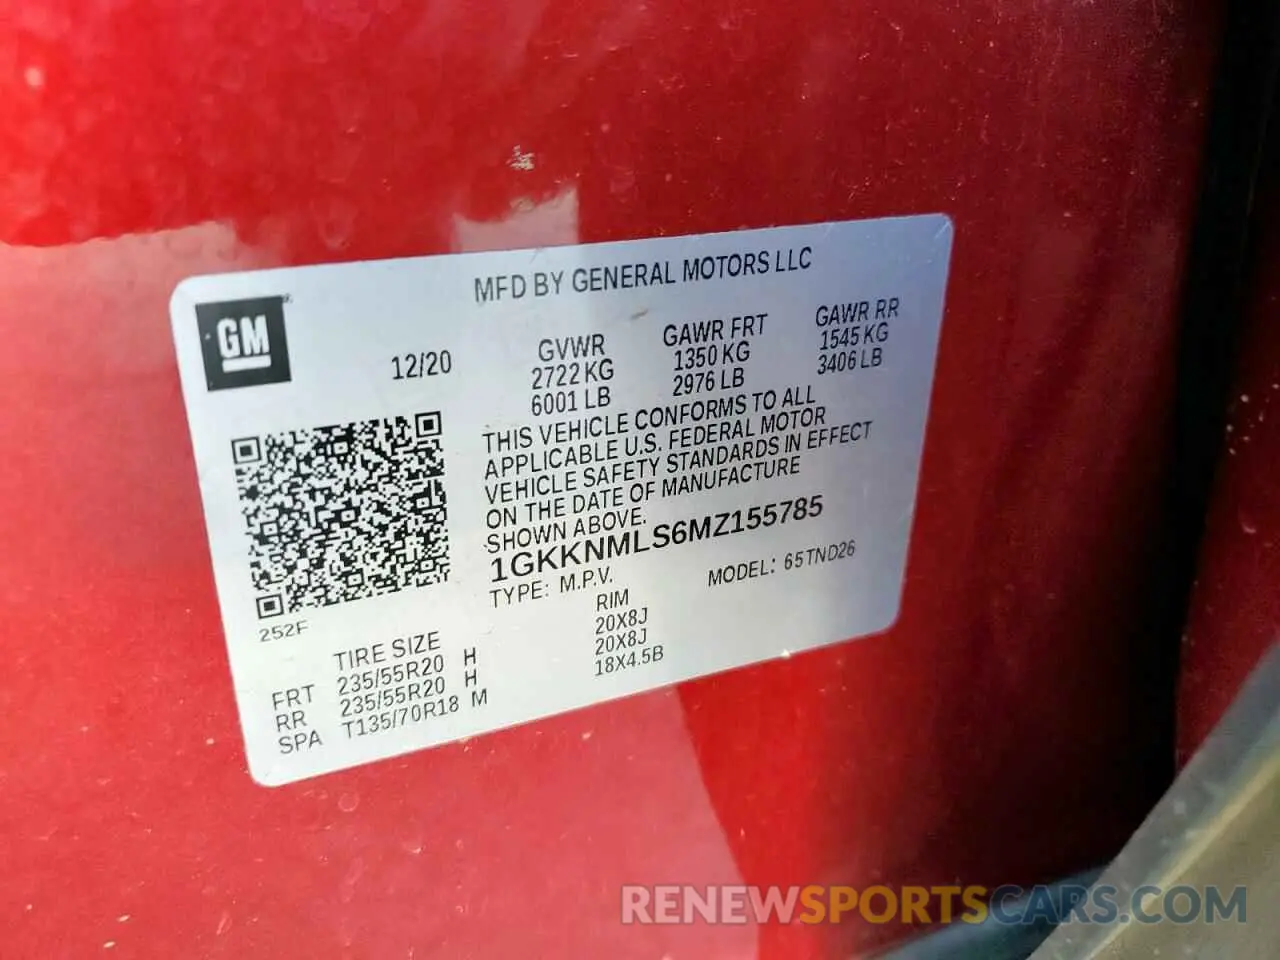 MFD BY GENERAL MOTORS LLC
GM
12/20
GVWR
2722 KG
6001 LB
GAWR FRT
1350 KG
2976 LB
GAWR RR
1545 KG
3406 LB
THIS VEHICLE CONFORMS TO ALL
APPLICABLE U.S. FEDERAL MOTOR
VEHICLE SAFETY STANDARDS IN EFFECT
ON THE DATE OF MANUFACTURE
SHOWN ABOVE.
1GKKNMLS6MZ155785
TYPE: M.P.V.
MODEL: 65TND26
252F
TIRE SIZE RIM
FRT 235/55R20 H 20X8J
RR 235/55R20 H 20X8J
SPA T135/70R18 M 18X4.5B
RENEWSPORTSCARS.COM